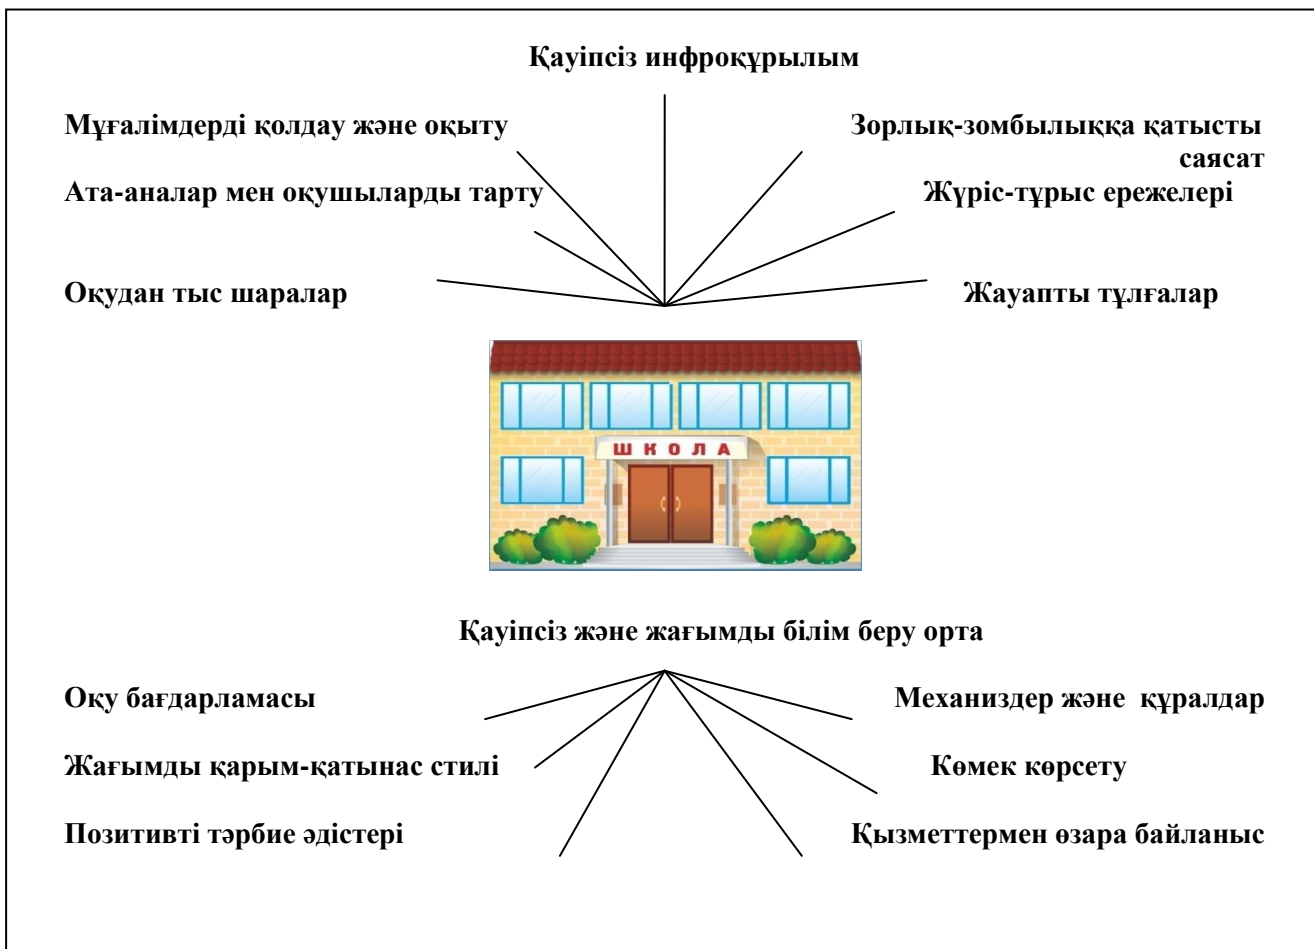 Қауіпсіз инфроқұрылым
Мұғалімдерді қолдау және оқыту
Зорлық-зомбылыққа қатысты
саясат
Ата-аналар мен оқушыларды тарту
Жүріс-тұрыс ережелері
Оқудан тыс шаралар
Жауапты тұлғалар
ШКОЛА
Қауіпсіз және жағымды білім беру орта
Оқу бағдарламасы
Механиздер және құралдар
Жағымды қарым-қатынас стилі
Көмек көрсету
Позитивті тәрбие әдістері
Қызметтермен өзара байланыс